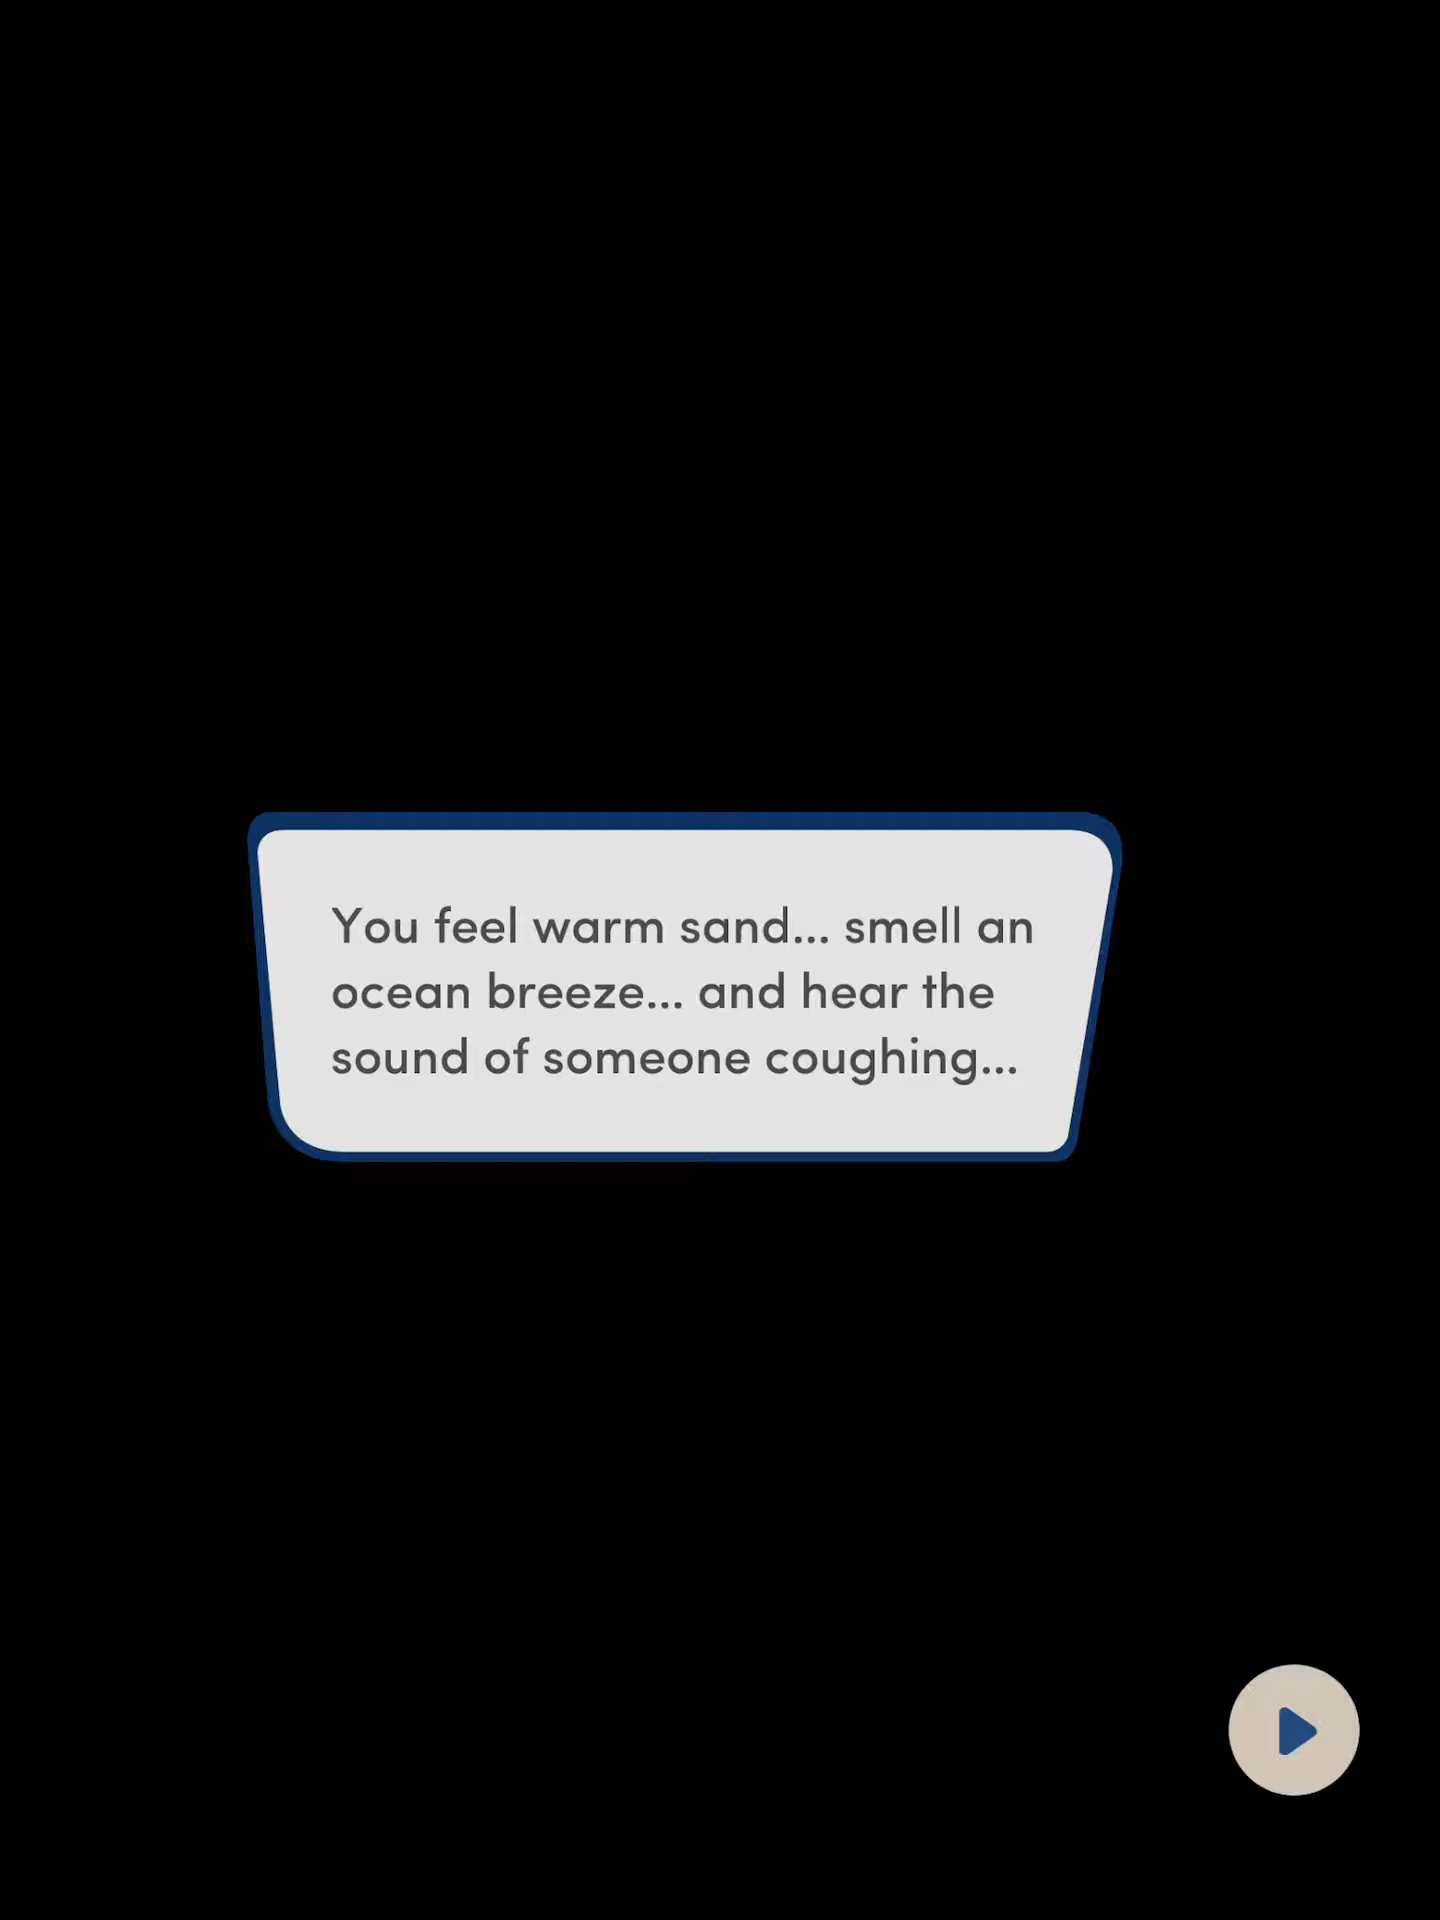 You feel warm sand... smell an
ocean breeze... and hear the
sound of someone coughing...